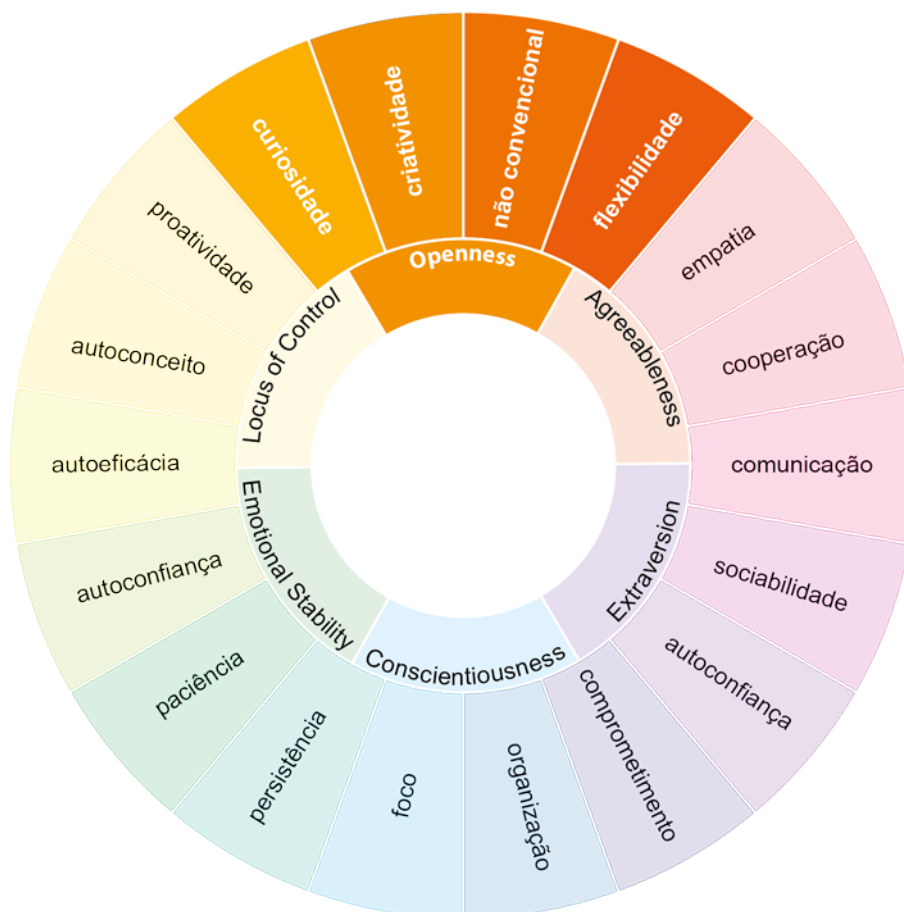 curiosidade
criatividade
não convencional
flexibilidade
empatia
cooperação
comunicação
sociabilidade
autoconfiança
comprometimento
organização
foco
persistência
paciência
autoconfiança
autoeficácia
autoconceito
proatividade
Openness
Agreeableness
Extraversion
Conscientiousness
Emotional Stability
Locus of Control